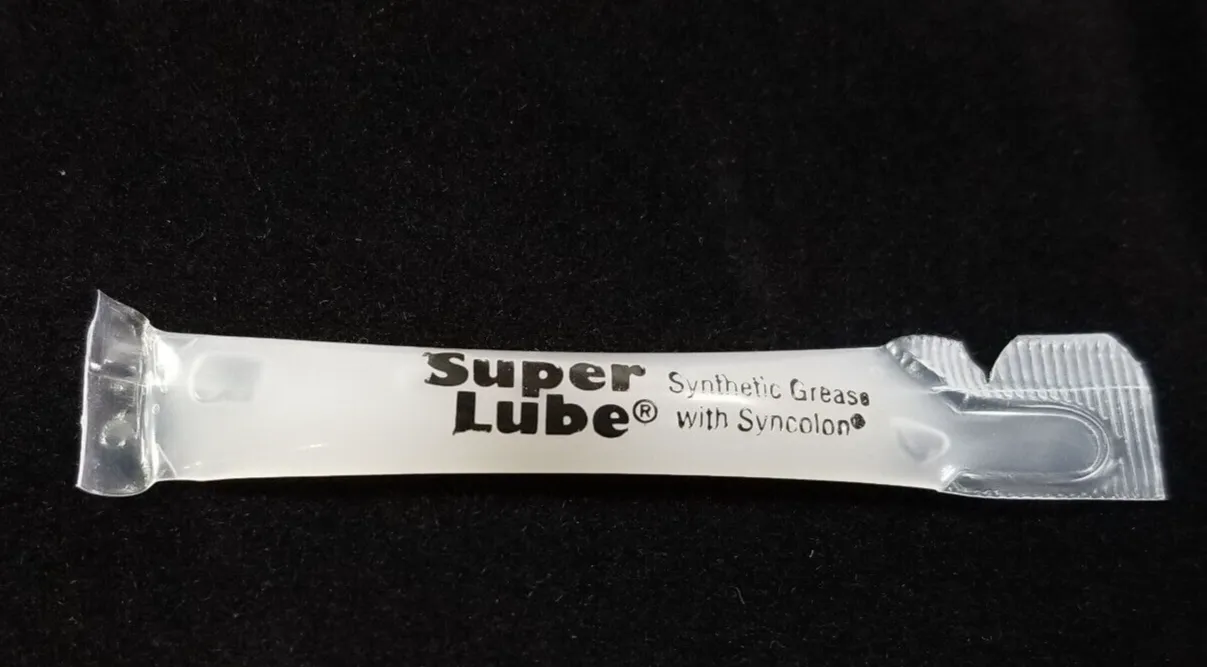 Super
Lube®
Synthetic Grease
with Syncolon®